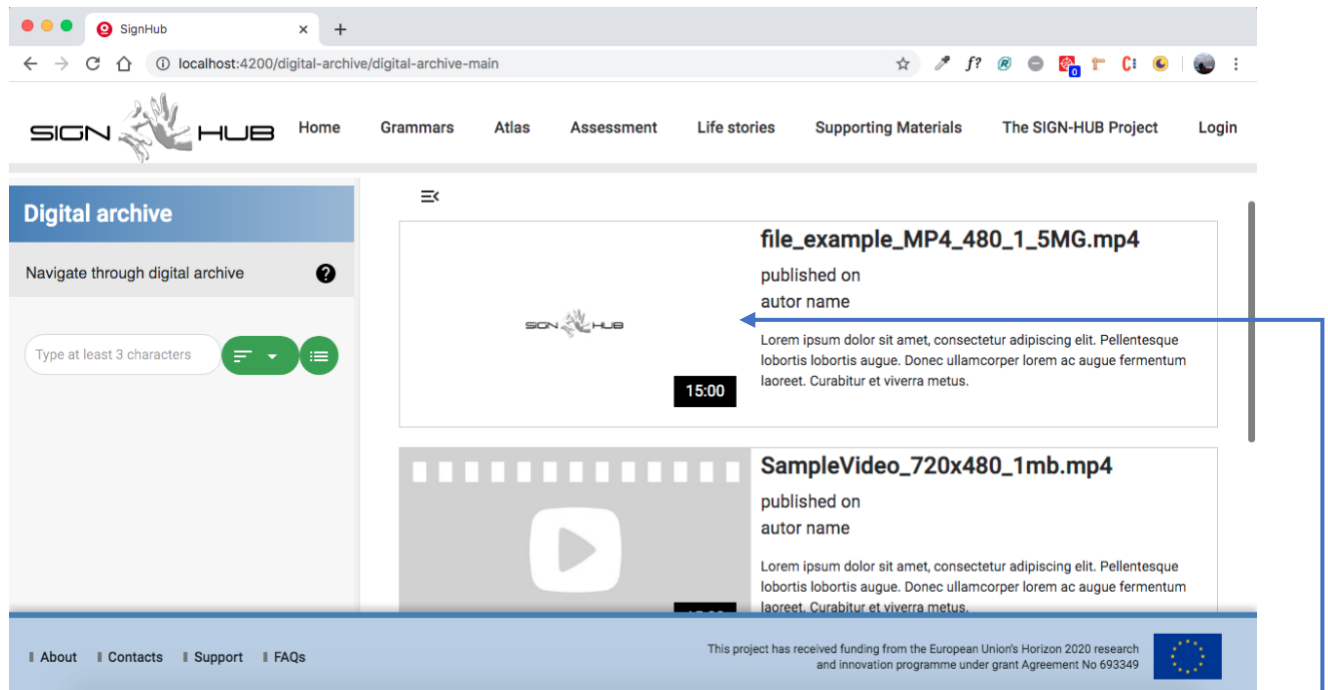 SignHub
localhost:4200/digital-archive/digital-archive-main
f?
R
0
C
SIGN HUB
Home
Grammars
Atlas
Assessment
Life stories
Supporting Materials
The SIGN-HUB Project
Login
Digital archive
Navigate through digital archive
?
Type at least 3 characters
SIGN HUB
15:00
file_example_MP4_480_1_5MG.mp4
published on
autor name
Lorem ipsum dolor sit amet, consectetur adipiscing elit. Pellentesque
lobortis lobortis augue. Donec ullamcorper lorem ac augue fermentum
laoreet. Curabitur et viverra metus.
SampleVideo_720x480_1mb.mp4
published on
autor name
Lorem ipsum dolor sit amet, consectetur adipiscing elit. Pellentesque
lobortis lobortis augue. Donec ullamcorper lorem ac augue fermentum
laoreet. Curabitur et viverra metus.
About
Contacts
Support
FAQs
This project has received funding from the European Union's Horizon 2020 research
and innovation programme under grant Agreement No 693349